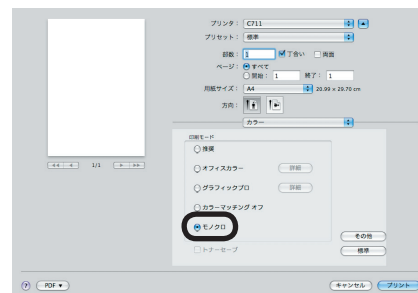 プリンタ： C711
プリセット： 標準
部数： 1 丁合い 両面
ページ： すべて
開始： 1 終了： 1
用紙サイズ： A4 20.99 x 29.70 cm
方向：
カラー
印刷モード
推奨
オフィスカラー 詳細
グラフィックプロ 詳細
カラーマッチング オフ
モノクロ
トナーセーブ
その他
標準
1/1
? PDF▼ キャンセル プリント